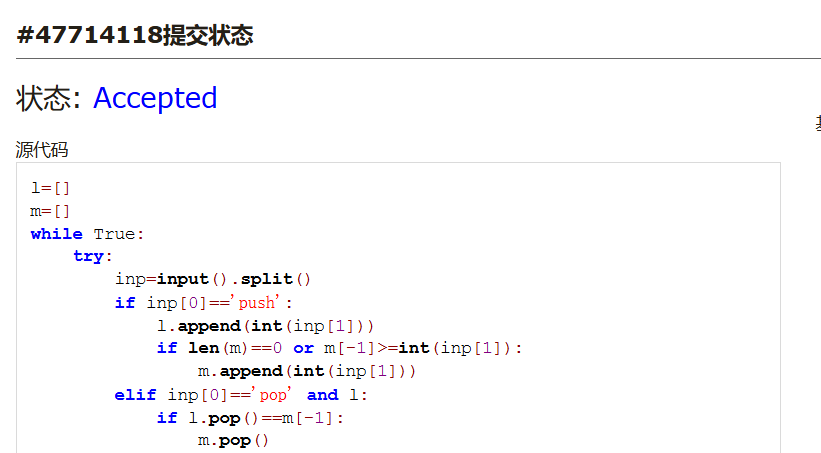 #47714118提交状态
状态: Accepted
源代码
l=[]
m=[]
while True:
    try:
        inp=input().split()
        if inp[0]=='push':
            l.append(int(inp[1]))
            if len(m)==0 or m[-1]>=int(inp[1]):
                m.append(int(inp[1]))
        elif inp[0]=='pop' and l:
            if l.pop()==m[-1]:
                m.pop()